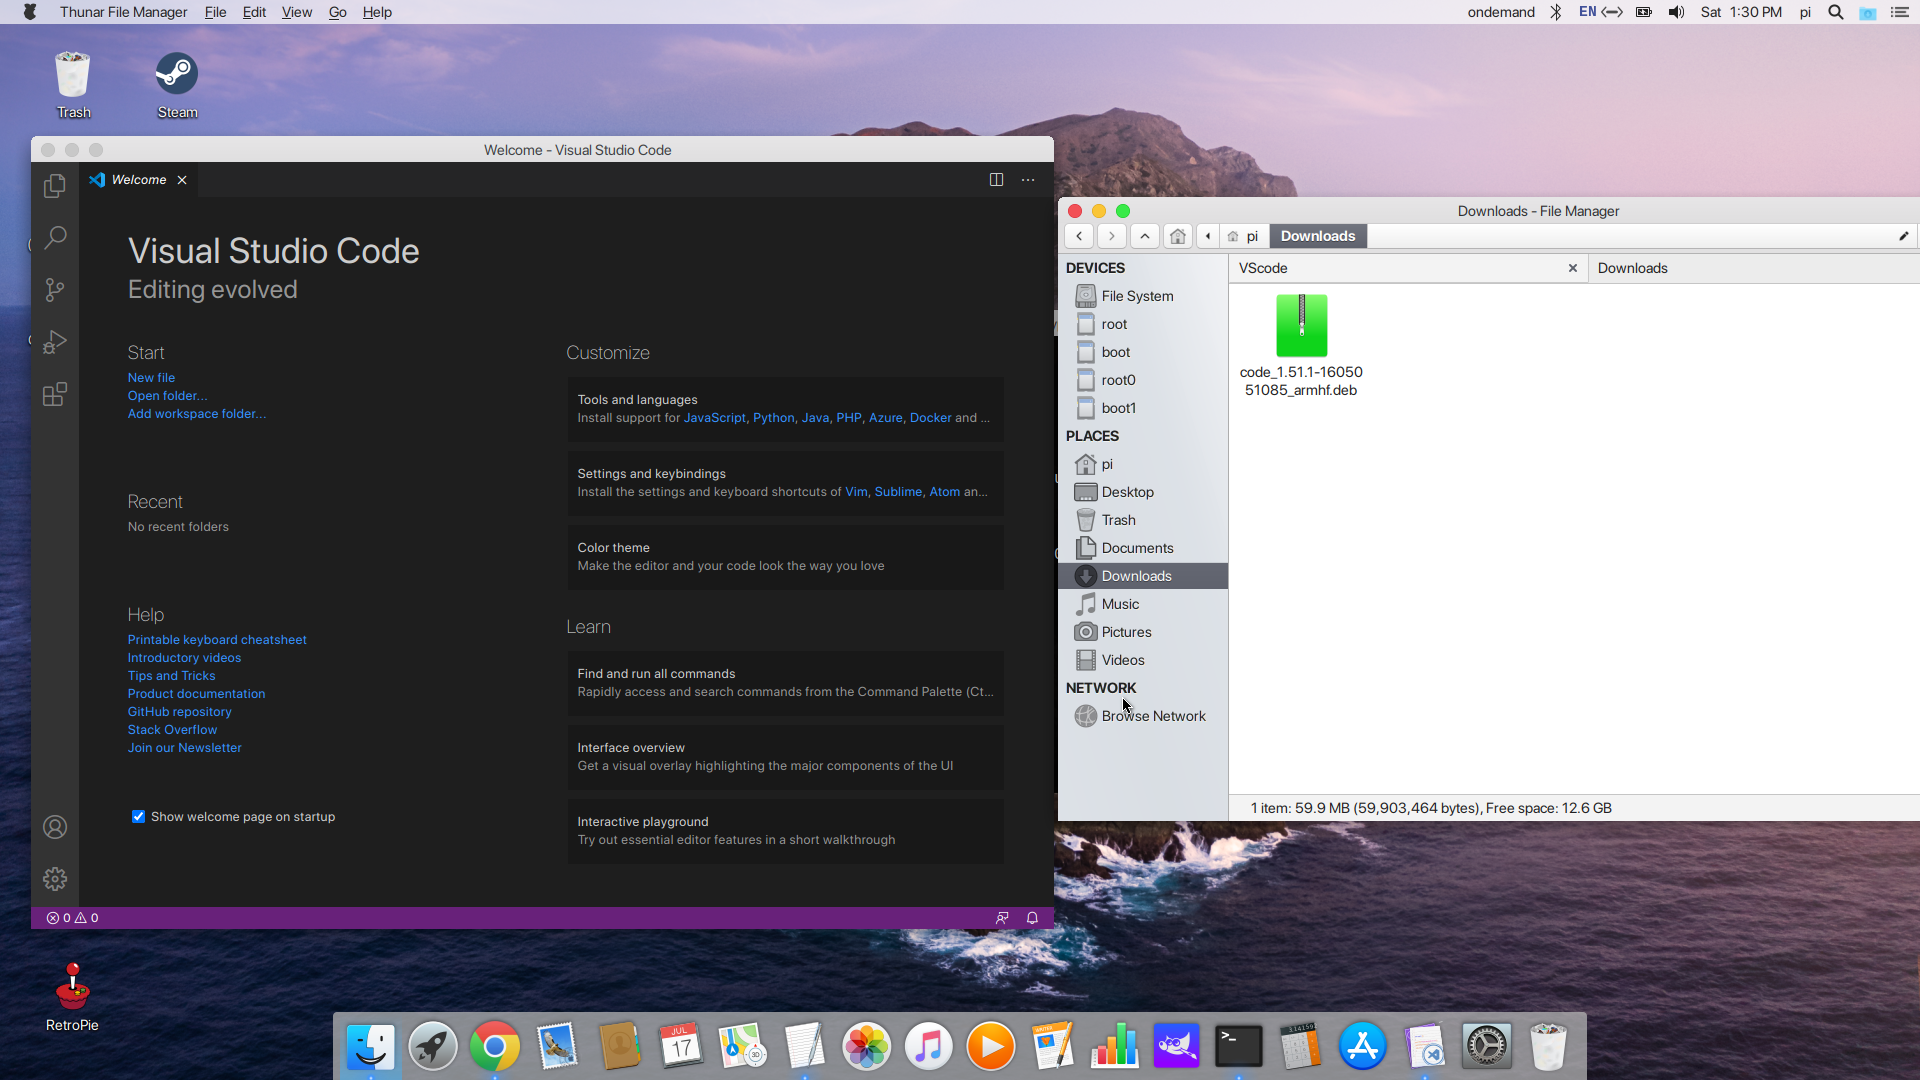 Thunar File Manager File Edit View Go Help
ondemand EN Sat 1:30 PM pi
Trash
Steam
Welcome - Visual Studio Code
Welcome
Visual Studio Code
Editing evolved
Start
New file
Open folder...
Add workspace folder...
Recent
No recent folders
Help
Printable keyboard cheatsheet
Introductory videos
Tips and Tricks
Product documentation
GitHub repository
Stack Overflow
Join our Newsletter
Show welcome page on startup
Customize
Tools and languages
Install support for JavaScript, Python, Java, PHP, Azure, Docker and ...
Settings and keybindings
Install the settings and keyboard shortcuts of Vim, Sublime, Atom an...
Color theme
Make the editor and your code look the way you love
Learn
Find and run all commands
Rapidly access and search commands from the Command Palette (Ct...
Interface overview
Get a visual overlay highlighting the major components of the UI
Interactive playground
Try out essential editor features in a short walkthrough
0 0
Downloads - File Manager
pi Downloads
DEVICES
File System
root
boot
root0
boot1
PLACES
pi
Desktop
Trash
Documents
Downloads
Music
Pictures
Videos
NETWORK
Browse Network
VScode
Downloads
code_1.51.1-16050
51085_armhf.deb
1 item: 59.9 MB (59,903,464 bytes), Free space: 12.6 GB
RetroPie
JUL
17
3.14159